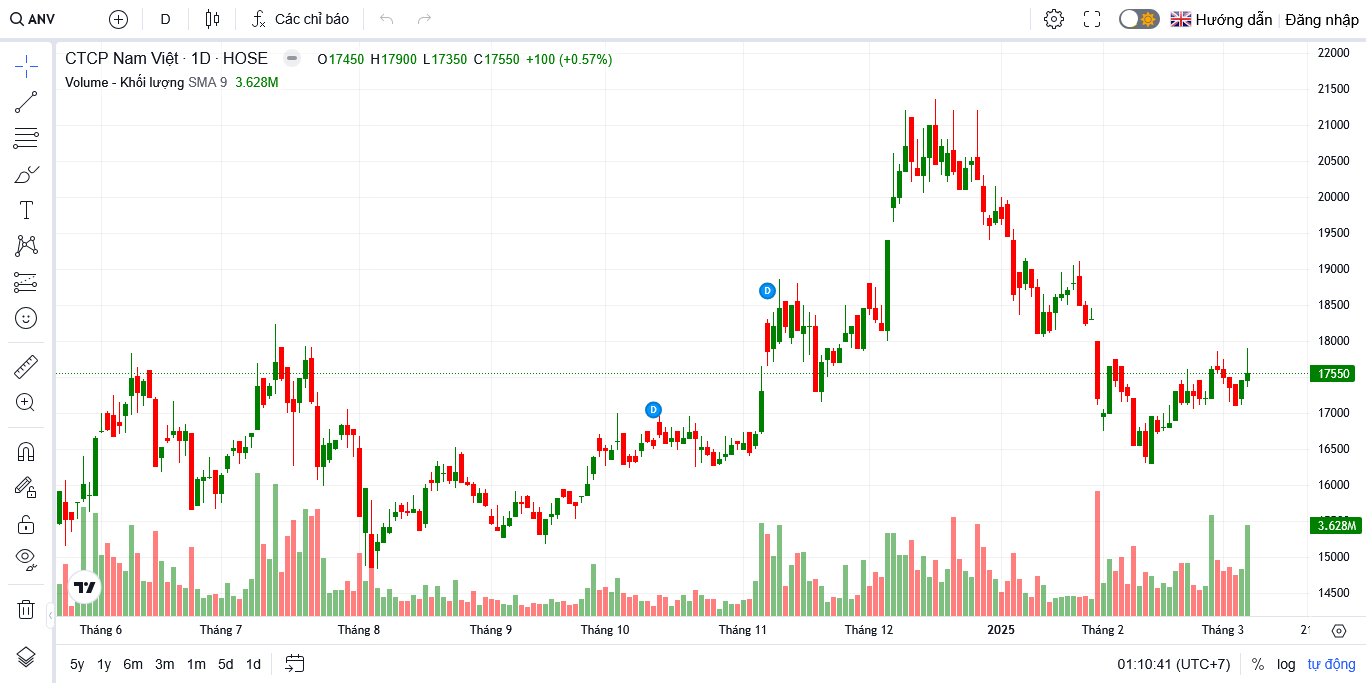 ANV D Các chỉ báo Hướng dẫn Đăng nhập
CTCP Nam Việt · 1D · HOSE O17450 H17900 L17350 C17550 +100 (+0.57%)
Volume - Khối lượng SMA 9 3.628M
22000
21500
21000
20500
20000
19500
19000
18500
18000
17550
17000
16500
16000
3.628M
15000
14500
D
D
Tháng 6 Tháng 7 Tháng 8 Tháng 9 Tháng 10 Tháng 11 Tháng 12 2025 Tháng 2 Tháng 3
5y 1y 6m 3m 1m 5d 1d 01:10:41 (UTC+7) % log tự động